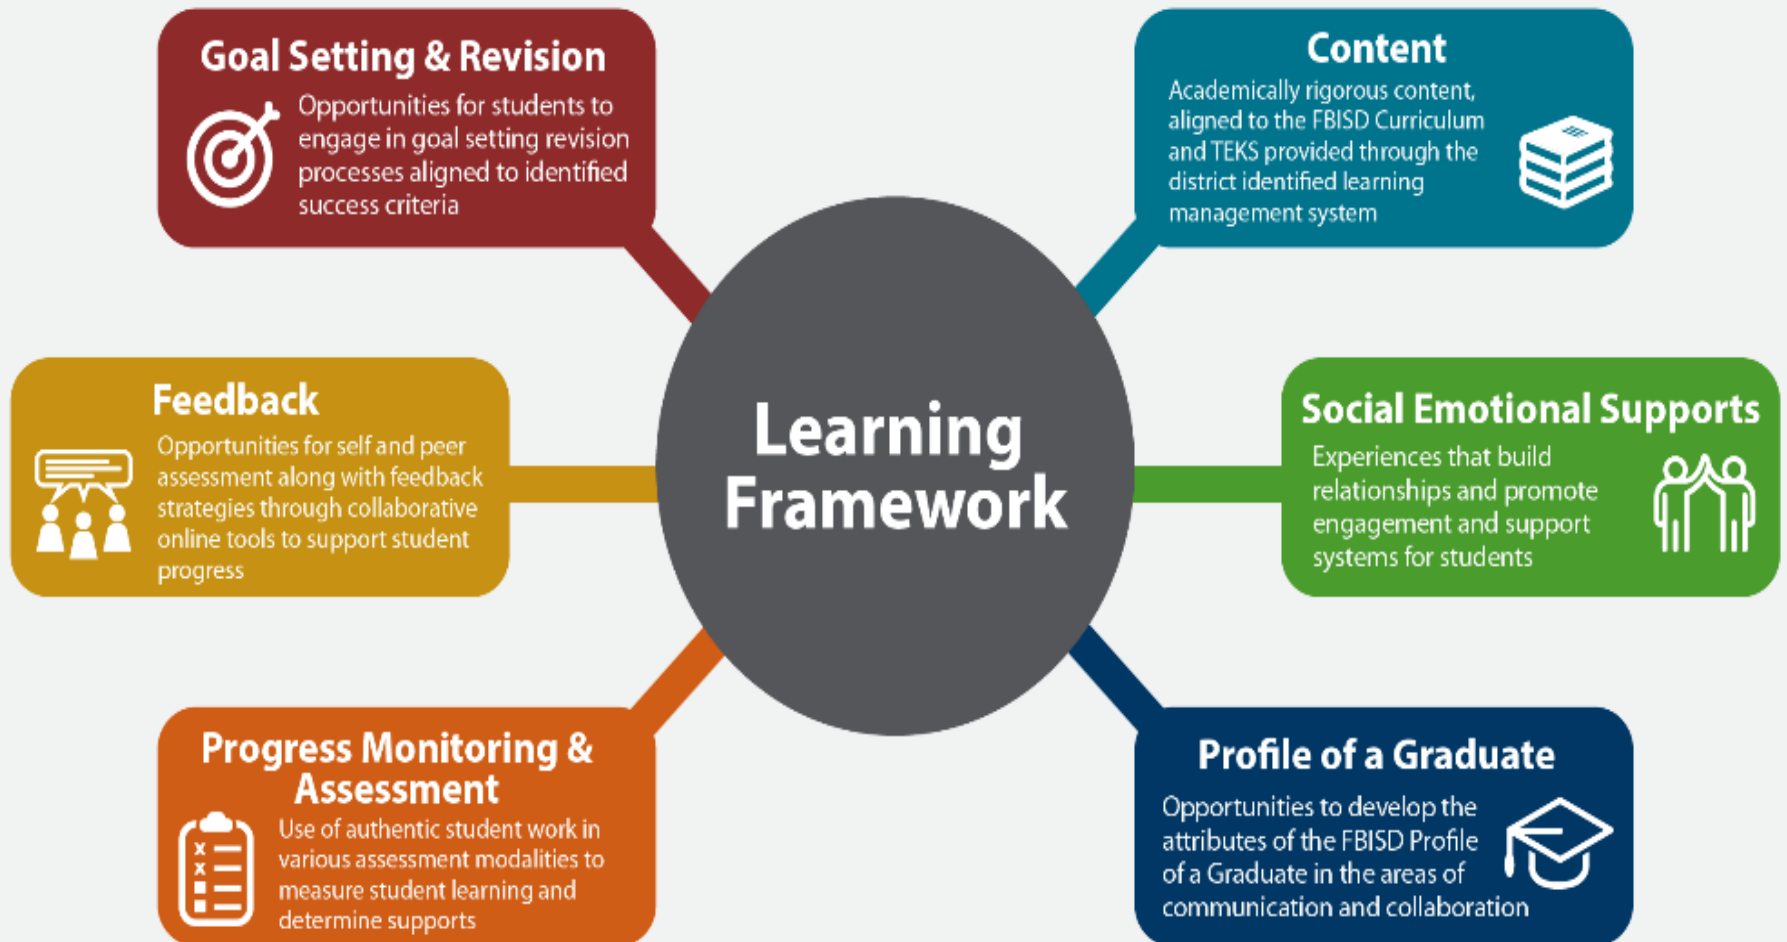 Goal Setting & Revision
Opportunities for students to
engage in goal setting revision
processes aligned to identified
success criteria
Content
Academically rigorous content,
aligned to the FBISD Curriculum
and TEKS provided through the
district identified learning
management system
Feedback
Opportunities for self and peer
assessment along with feedback
strategies through collaborative
online tools to support student
progress
Learning
Framework
Social Emotional Supports
Experiences that build
relationships and promote
engagement and support
systems for students
Progress Monitoring &
Assessment
Use of authentic student work in
various assessment modalities to
measure student learning and
determine supports
Profile of a Graduate
Opportunities to develop the
attributes of the FBISD Profile
of a Graduate in the areas of
communication and collaboration